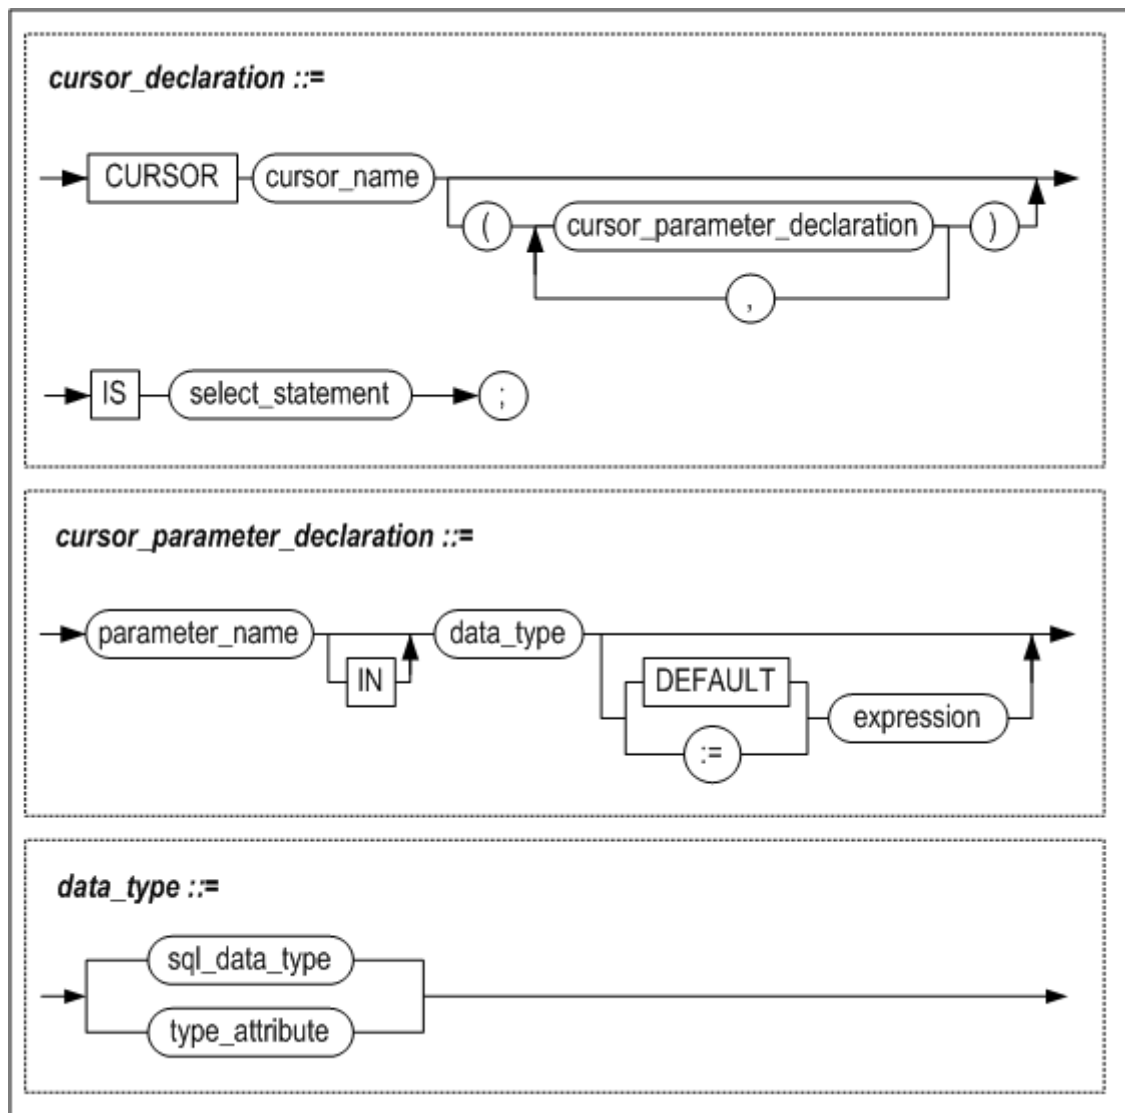 cursor_declaration ::=
CURSOR cursor_name
( cursor_parameter_declaration )
,
IS select_statement ;
cursor_parameter_declaration ::=
parameter_name data_type
IN DEFAULT
:= expression
data_type ::=
sql_data_type
type_attribute